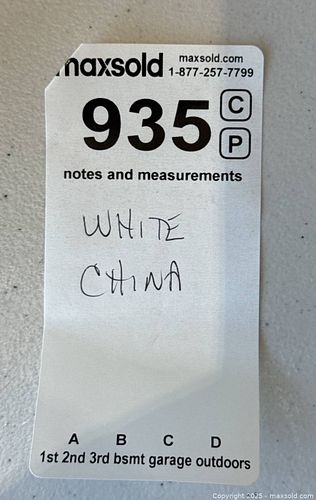 maxsold maxsold.com
1-877-257-7799
935 C
P
notes and measurements
WHITE
CHINA
A B C D
1st 2nd 3rd bsmt garage outdoors
Copyright 2025 - maxsold.com